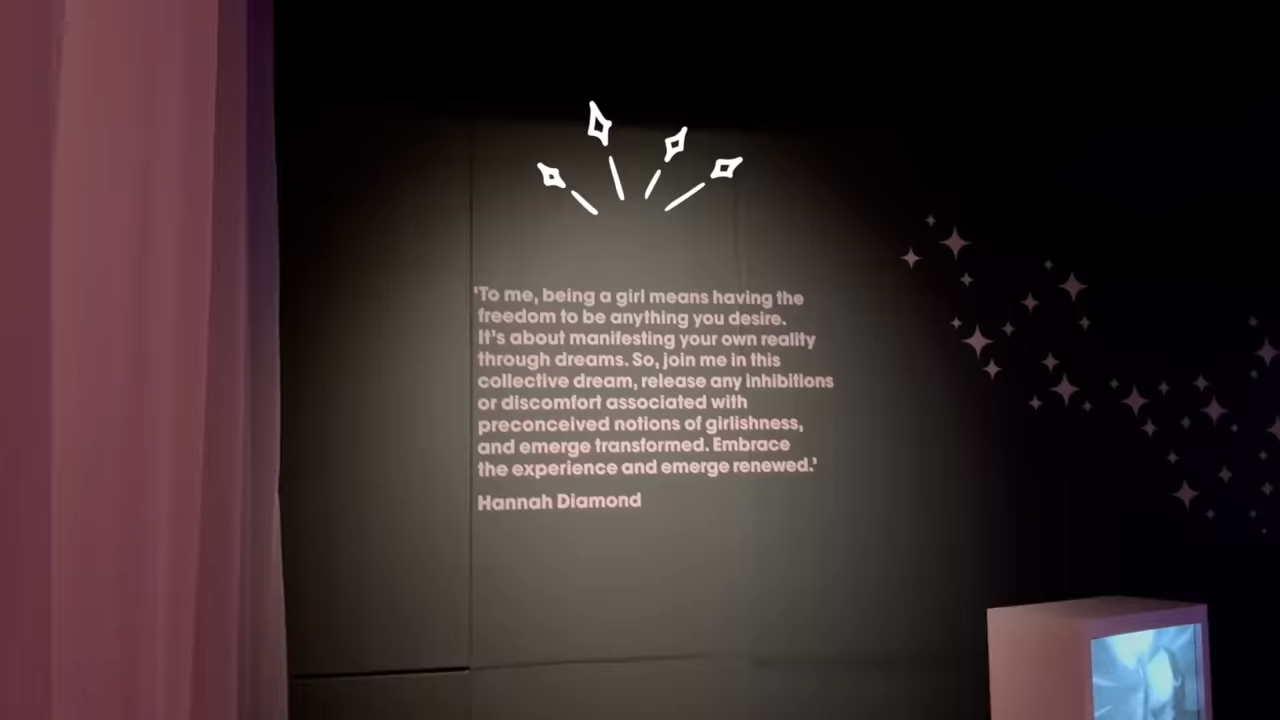 ‘To me, being a girl means having the
freedom to be anything you desire.
It’s about manifesting your own reality
through dreams. So, join me in this
collective dream, release any inhibitions
or discomfort associated with
preconceived notions of girlishness,
and emerge transformed. Embrace
the experience and emerge renewed.’
Hannah Diamond